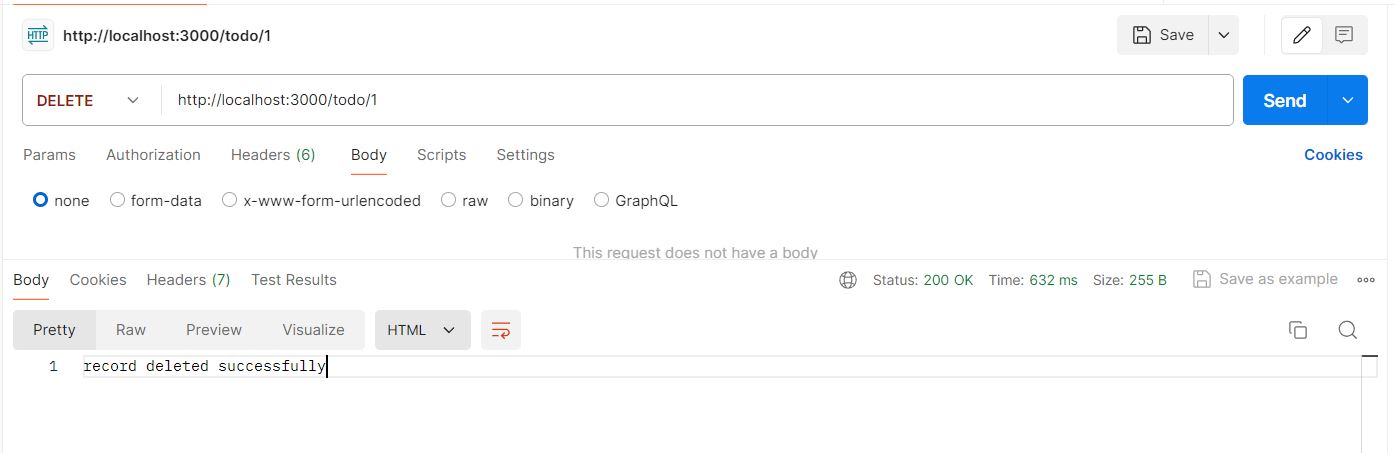 HTTP http://localhost:3000/todo/1 Save
DELETE http://localhost:3000/todo/1 Send
Params Authorization Headers (6) Body Scripts Settings Cookies
none form-data x-www-form-urlencoded raw binary GraphQL
This request does not have a body
Body Cookies Headers (7) Test Results Status: 200 OK Time: 632 ms Size: 255 B Save as example
Pretty Raw Preview Visualize HTML
1 record deleted successfully